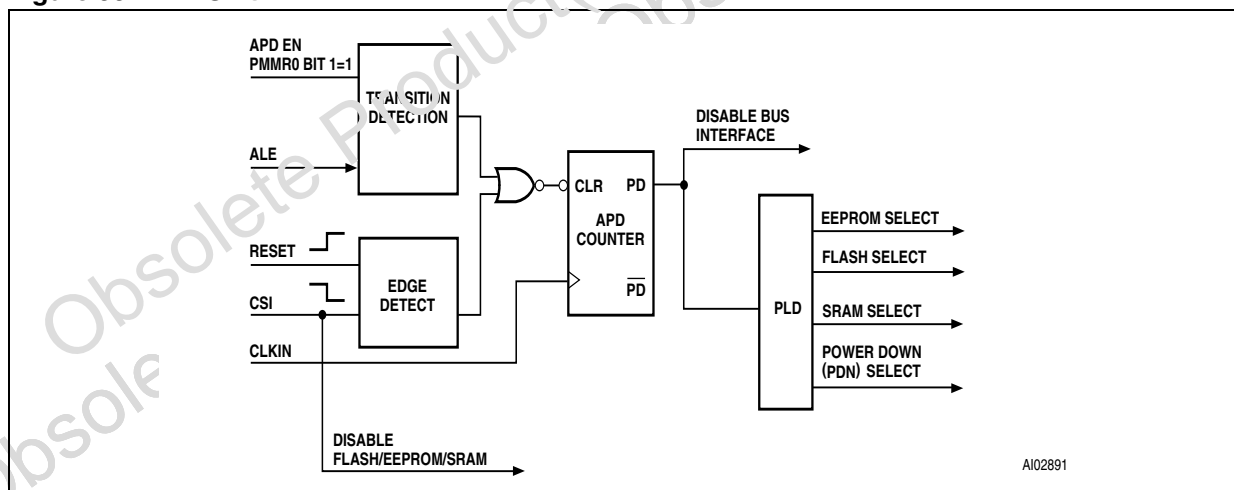 APD EN
PMMR0 BIT 1=1
TRANSITION
DETECTION
ALE
RESET
CSI
EDGE
DETECT
CLKIN
DISABLE
FLASH/EEPROM/SRAM
CLR
PD
APD
COUNTER
PD
DISABLE BUS
INTERFACE
PLD
EEPROM SELECT
FLASH SELECT
SRAM SELECT
POWER DOWN
(PDN) SELECT
AI02891
Obsolete Product(